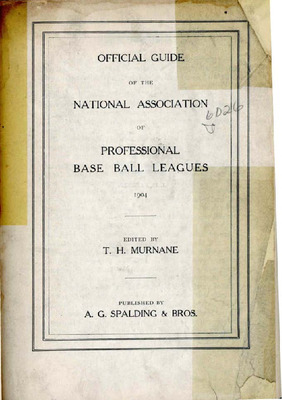 OFFICIAL GUIDE
OF THE
NATIONAL ASSOCIATION
OF
PROFESSIONAL
BASE BALL LEAGUES
1904
EDITED BY
T. H. MURNANE
PUBLISHED BY
A. G. SPALDING & BROS.